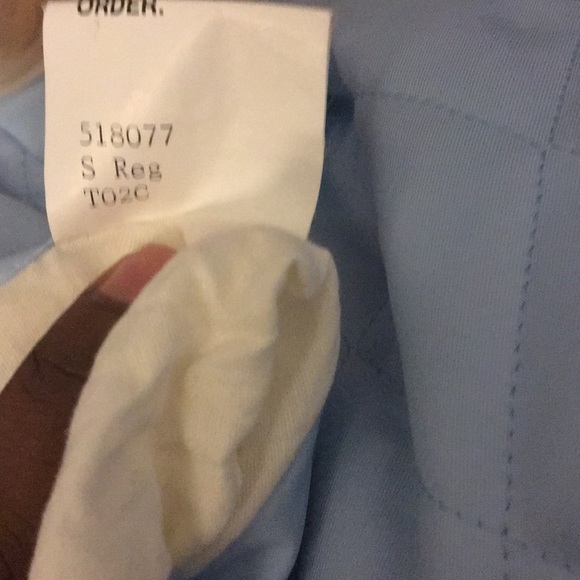 ORDER.
518077
S Reg
T02C